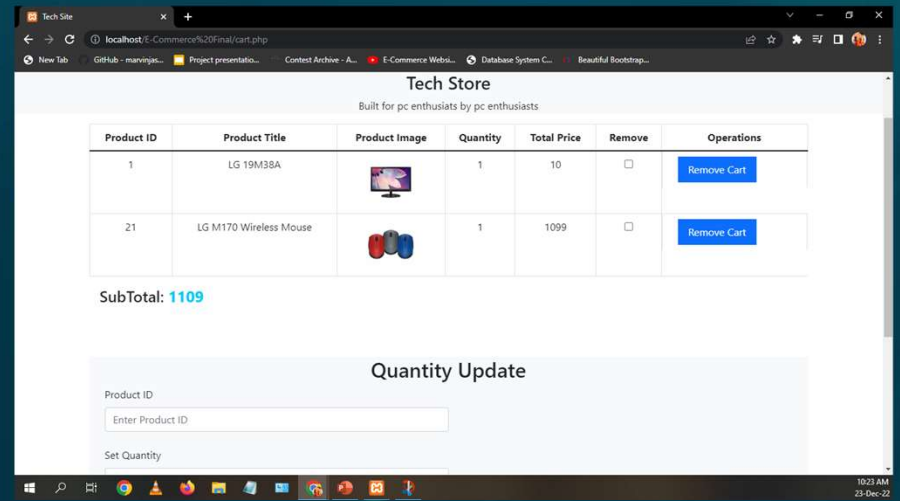 Tech Site
localhost/E-Commerce%20Final/cart.php
New Tab GitHub - marvinjas... Project presentatio... Contest Archive - A... E-Commerce Websi... Database System C... Beautiful Bootstrap...
Tech Store
Built for pc enthusiats by pc enthusiasts
Product ID Product Title Product Image Quantity Total Price Remove Operations
1 LG 19M38A 1 10 Remove Cart
21 LG M170 Wireless Mouse 1 1099 Remove Cart
SubTotal: 1109
Quantity Update
Product ID
Enter Product ID
Set Quantity
10:23 AM
23-Dec-22